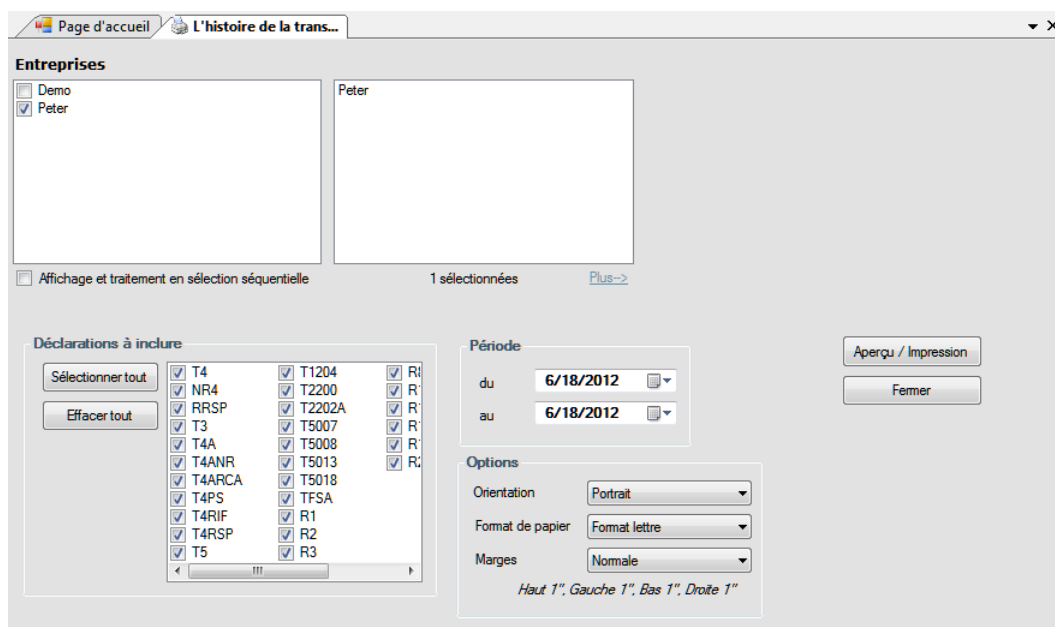 Page d'accueil
L'histoire de la trans...
Entreprises
Demo
Peter
Peter
Affichage et traitement en sélection séquentielle
1 sélectionnées
Plus-->
Déclarations à inclure
Sélectionner tout
Effacer tout
T4
NR4
RRSP
T3
T4A
T4ANR
T4ARCA
T4PS
T4RIF
T4RSP
T5
T1204
T2200
T2202A
T5007
T5008
T5013
T5018
TFSA
R1
R2
R3
Période
du 6/18/2012
au 6/18/2012
Options
Orientation Portrait
Format de papier Format lettre
Marges Normale
Haut 1", Gauche 1", Bas 1", Droite 1"
Aperçu / Impression
Fermer